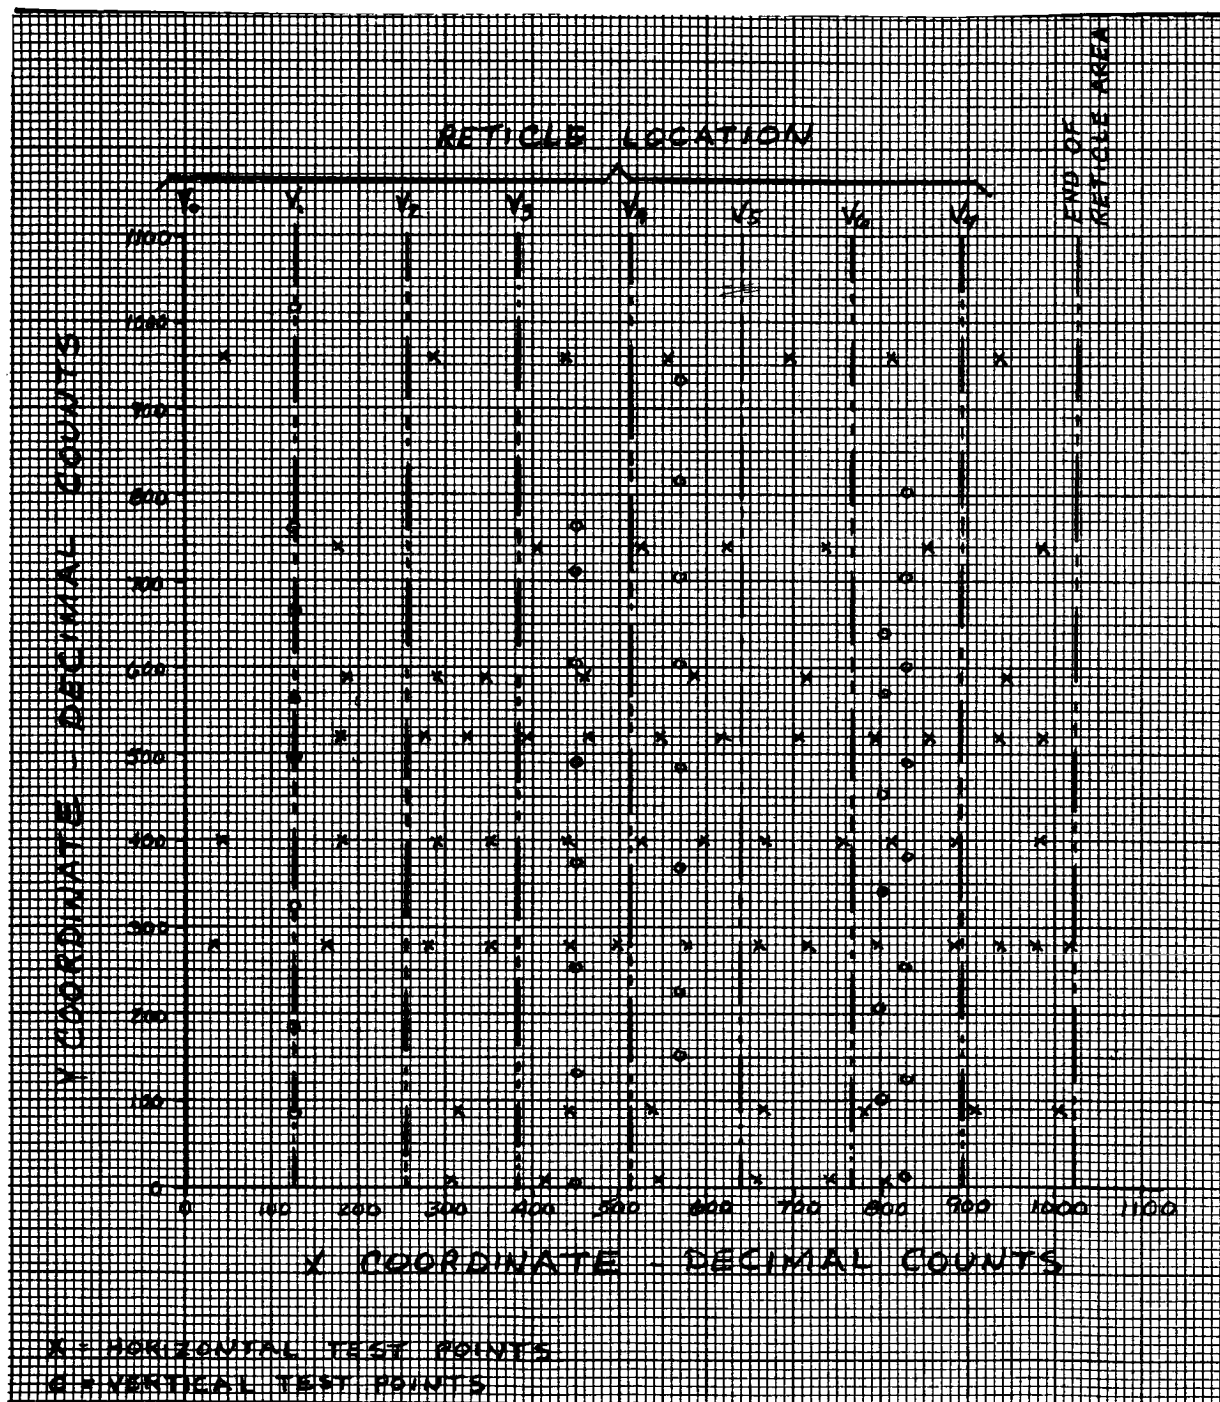 RETICLE LOCATION
END OF
RETICLE AREA
V0 V1 V2 V3 V4 V5 V6 V7
1100
1000
900
800
700
600
500
400
300
200
100
0
Y COORDINATE - DECIMAL COUNTS
0 100 200 300 400 500 600 700 800 900 1000 1100
X COORDINATE - DECIMAL COUNTS
X - HORIZONTAL TEST POINTS
O = VERTICAL TEST POINTS